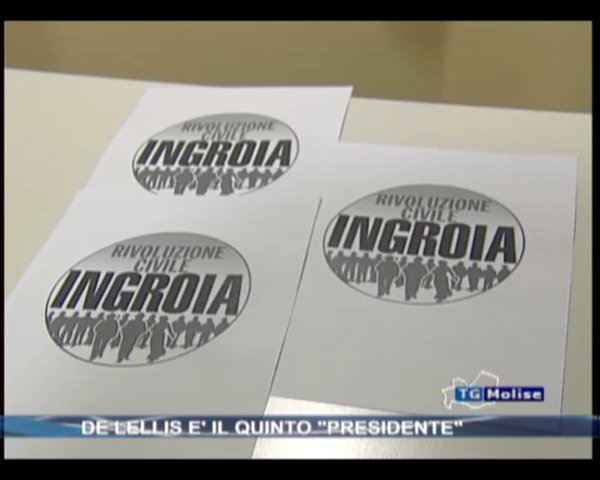 RIVOLUZIONE
CIVILE
INGROIA
RIVOLUZIONE
CIVILE
INGROIA
RIVOLUZIONE
CIVILE
INGROIA
TG Molise
DE LELLIS E' IL QUINTO "PRESIDENTE"